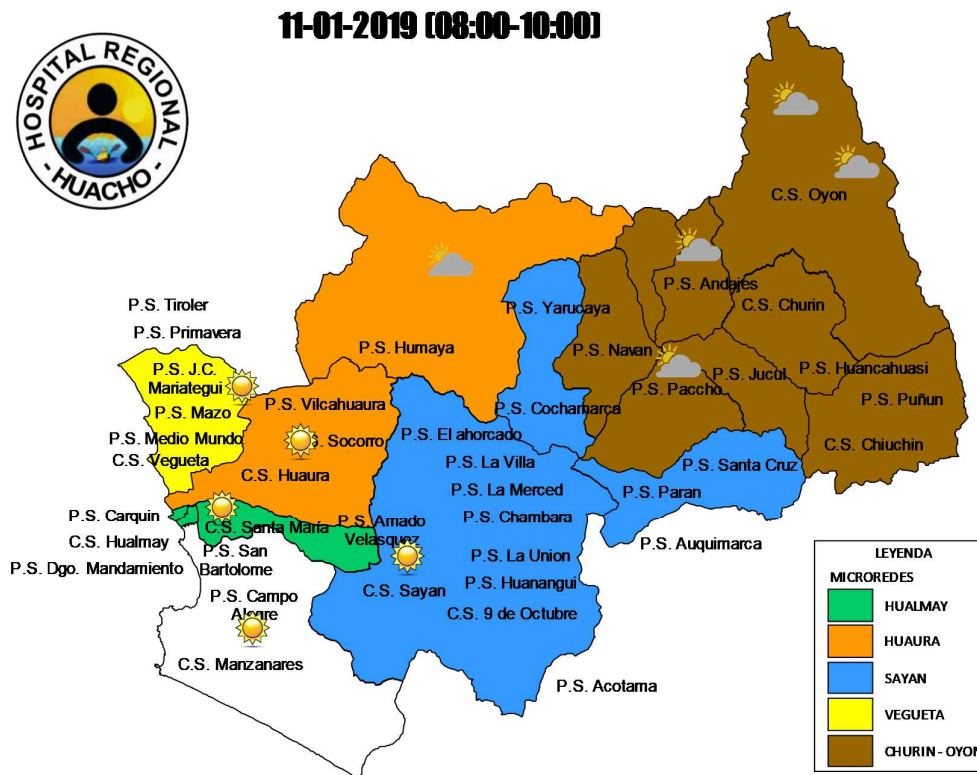 11-01-2019 (08:00-10:00)
HOSPITAL REGIONAL
- HUACHO -
C.S. Oyon
P.S. Andajes
P.S. Tiroler
C.S. Churin
P.S. Yarucaya
P.S. Primavera
P.S. Humaya
P.S. Navan
P.S. J.C.
Mariategui
P.S. Huancahuasi
P.S. Jucul
P.S. Paccho
P.S. Puñun
P.S. Vilcahuaura
P.S. Mazo
P.S. Cochamarca
P.S. El ahorcado
P.S. Medio Mundo
S. Socorro
C.S. Chiuchin
C.S. Vegueta
P.S. La Villa
P.S. Santa Cruz
C.S. Huaura
P.S. La Merced
P.S. Paran
P.S. Carquin
P.S. Chambara
C.S. Santa Maria
P.S. Amado
Velasquez
C.S. Hualmay
P.S. Auquimarca
P.S. San
Bartolome
P.S. La Union
P.S. Dgo. Mandamiento
P.S. Huanangui
C.S. Sayan
P.S. Campo
Alegre
C.S. 9 de Octubre
C.S. Manzanares
P.S. Acotama
LEYENDA
MICROREDES
HUALMAY
HUAURA
SAYAN
VEGUETA
CHURIN - OYON